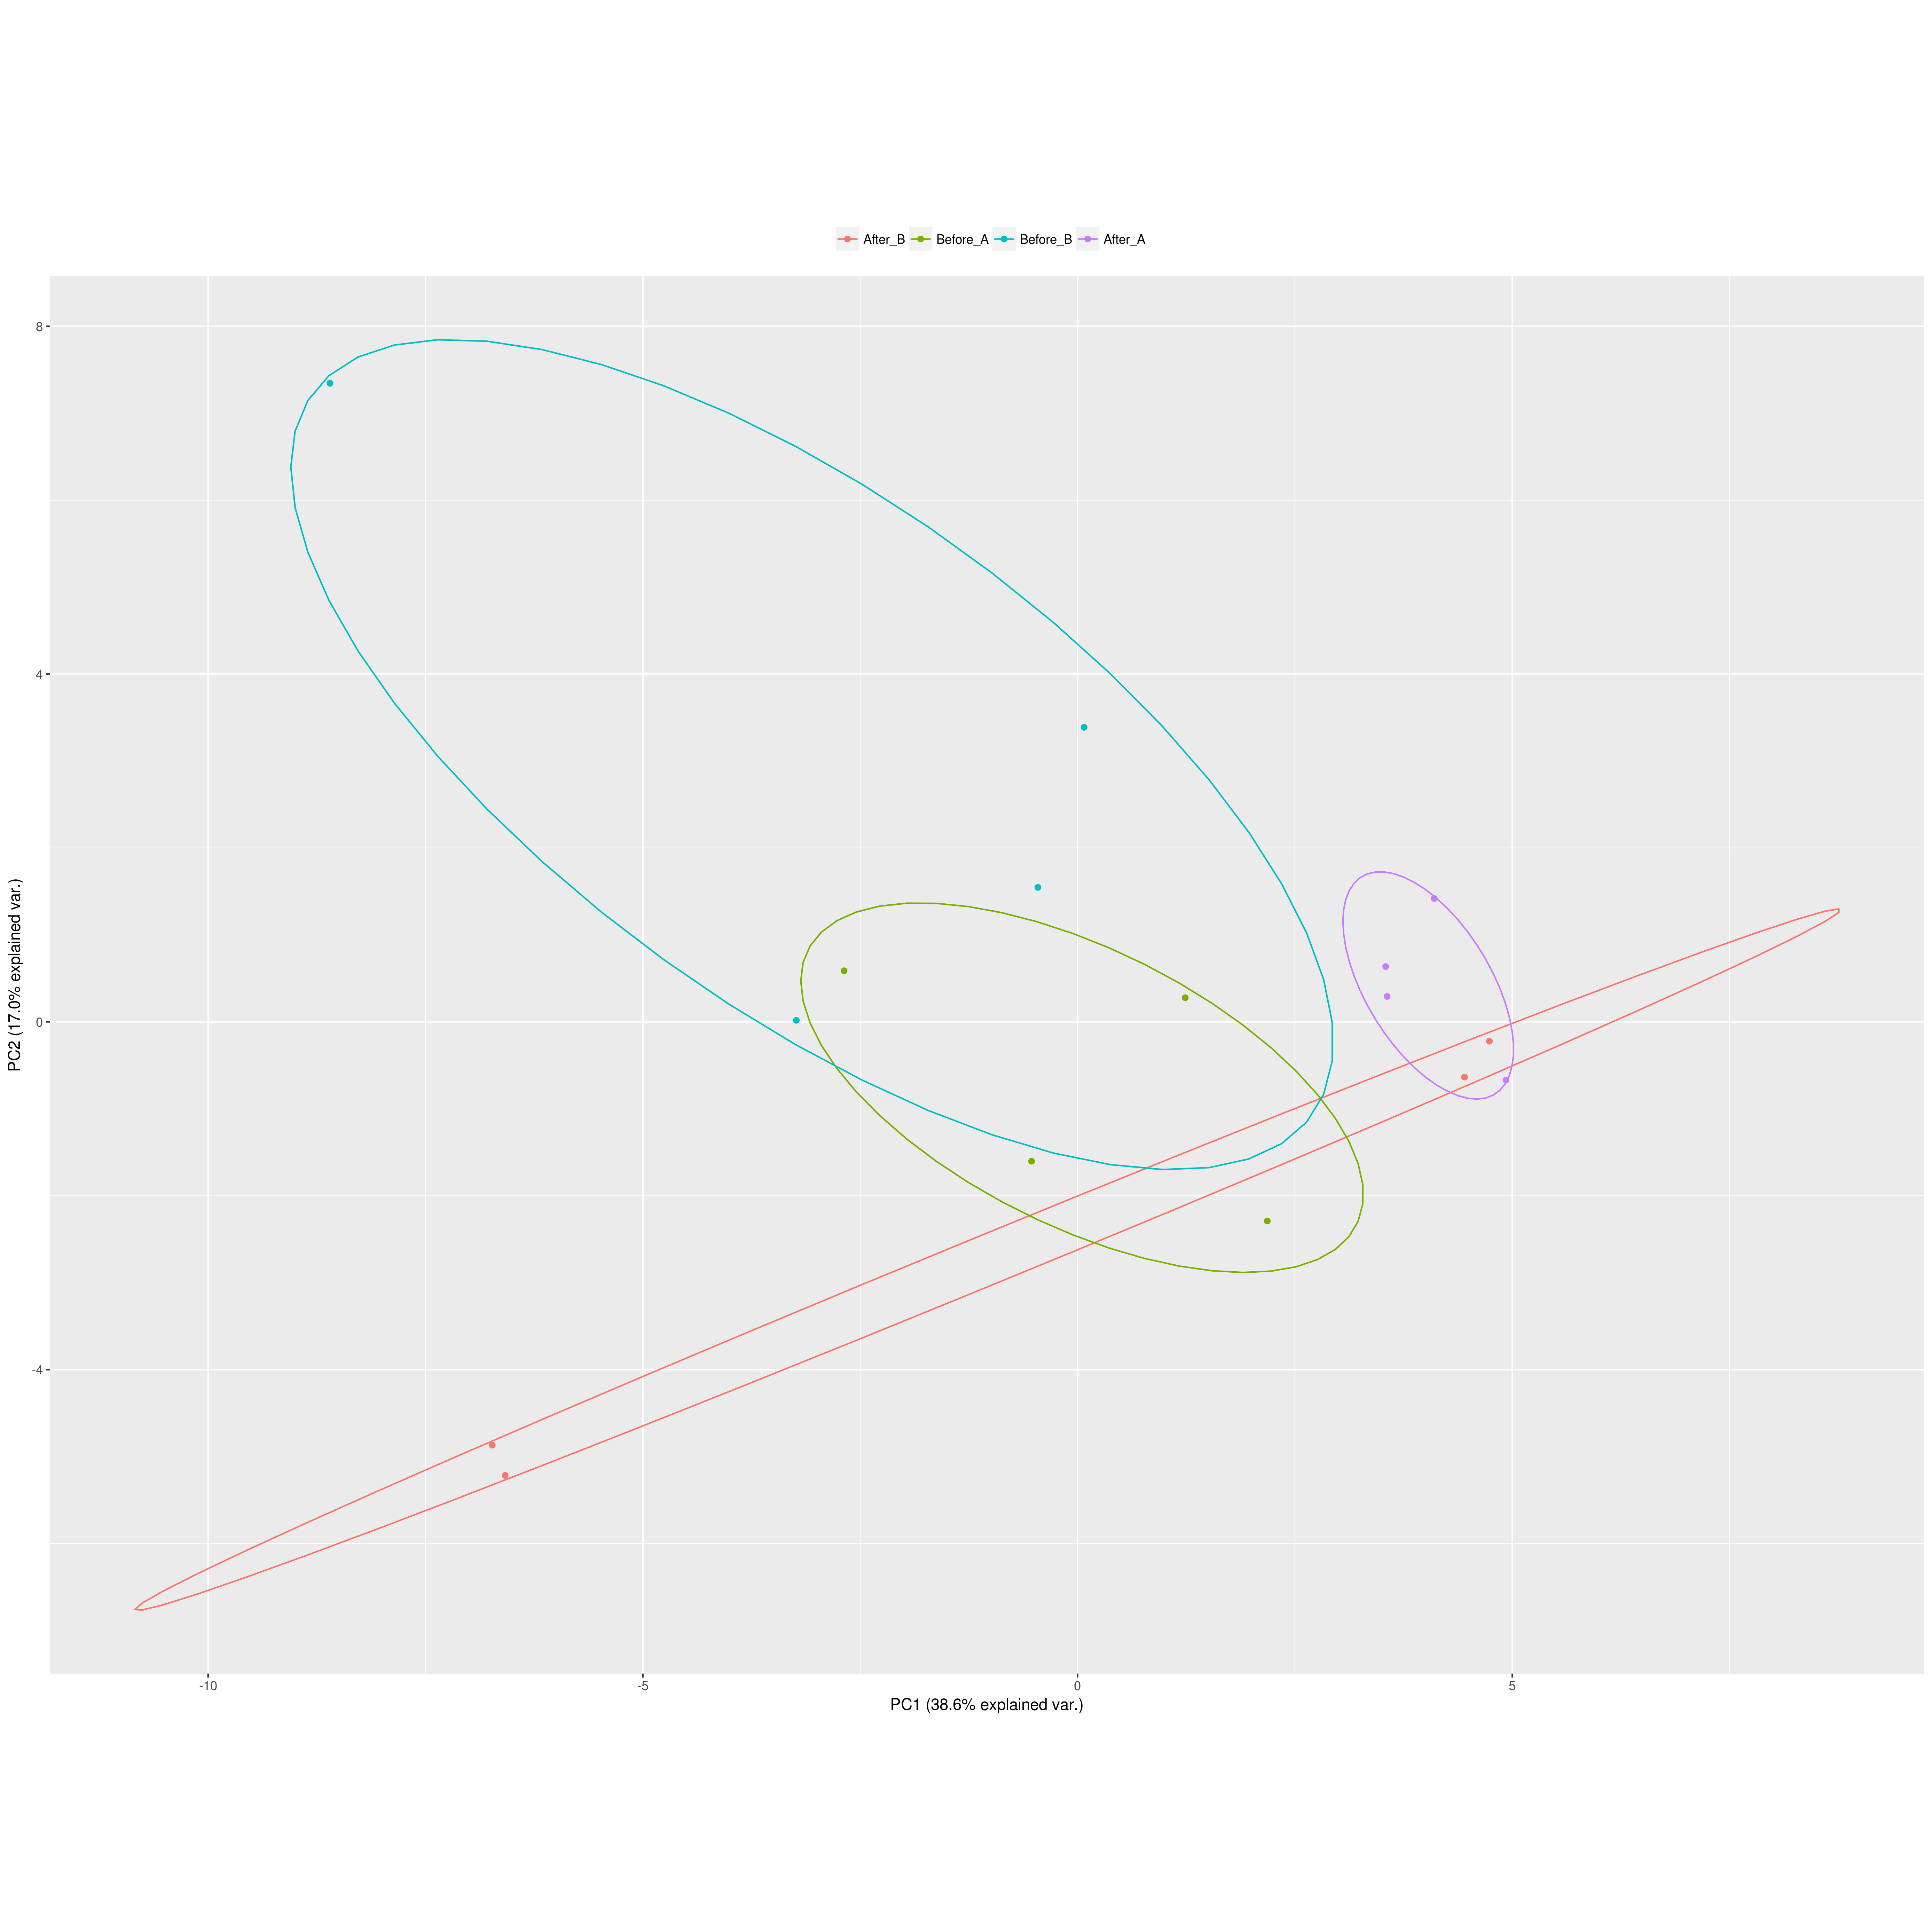 After_B Before_A Before_B After_A
8
4
0
-4
PC2 (17.0% explained var.)
-10 -5 0 5
PC1 (38.6% explained var.)